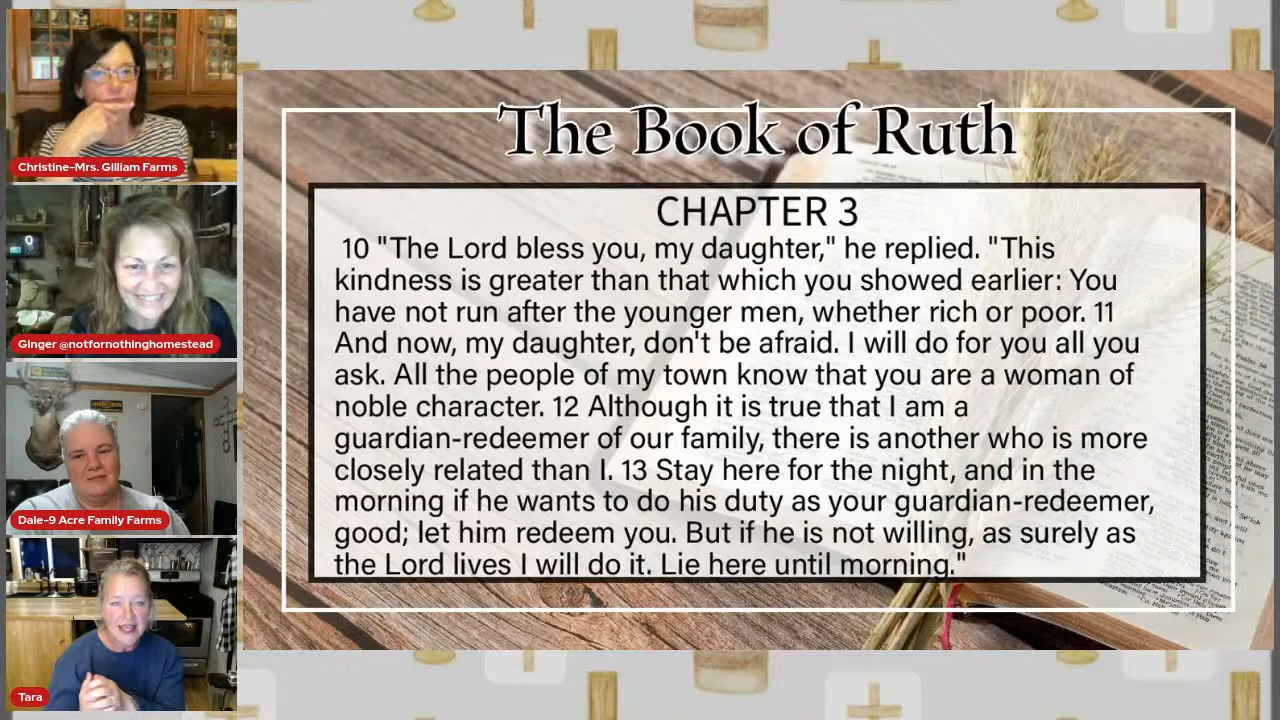 Christine-Mrs. Gilliam Farms
Ginger @notfornothinghomestead
Dale-9 Acre Family Farms
Tara
The Book of Ruth
CHAPTER 3
10 "The Lord bless you, my daughter," he replied. "This
kindness is greater than that which you showed earlier: You
have not run after the younger men, whether rich or poor. 11
And now, my daughter, don't be afraid. I will do for you all you
ask. All the people of my town know that you are a woman of
noble character. 12 Although it is true that I am a
guardian-redeemer of our family, there is another who is more
closely related than I. 13 Stay here for the night, and in the
morning if he wants to do his duty as your guardian-redeemer,
good; let him redeem you. But if he is not willing, as surely as
the Lord lives I will do it. Lie here until morning."